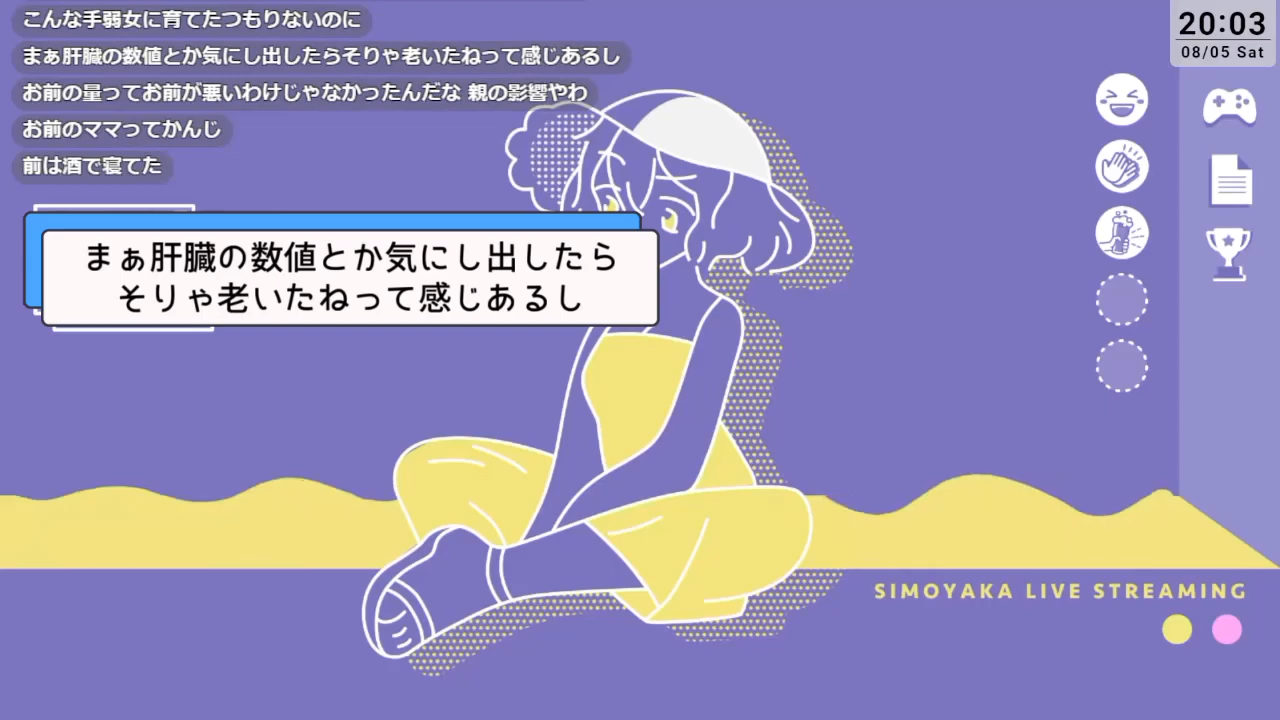 こんな手弱女に育てたつもりないのに
まぁ肝臓の数値とか気にし出したらそりゃ老いたねって感じあるし
お前の量ってお前が悪いわけじゃなかったんだな 親の影響やわ
お前のママってかんじ
前は酒で寝てた
まぁ肝臓の数値とか気にし出したら
そりゃ老いたねって感じあるし
20:03
08/05 Sat
SIMOYAKA LIVE STREAMING